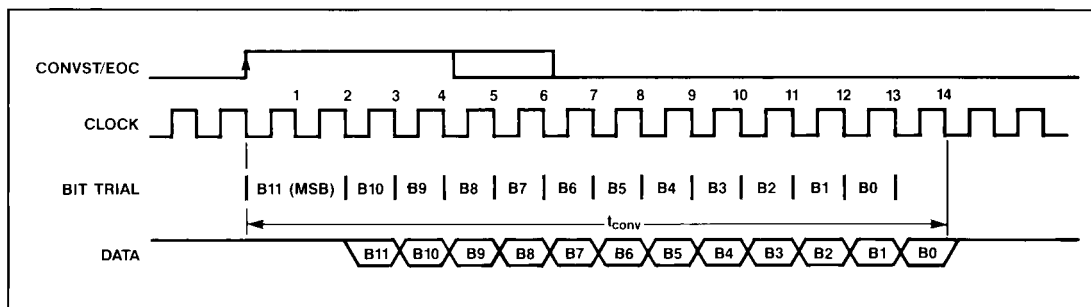 CONVST/EOC
1 2 3 4 5 6 7 8 9 10 11 12 13 14
CLOCK
BIT TRIAL B11 (MSB) B10 B9 B8 B7 B6 B5 B4 B3 B2 B1 B0
tconv
DATA B11 B10 B9 B8 B7 B6 B5 B4 B3 B2 B1 B0